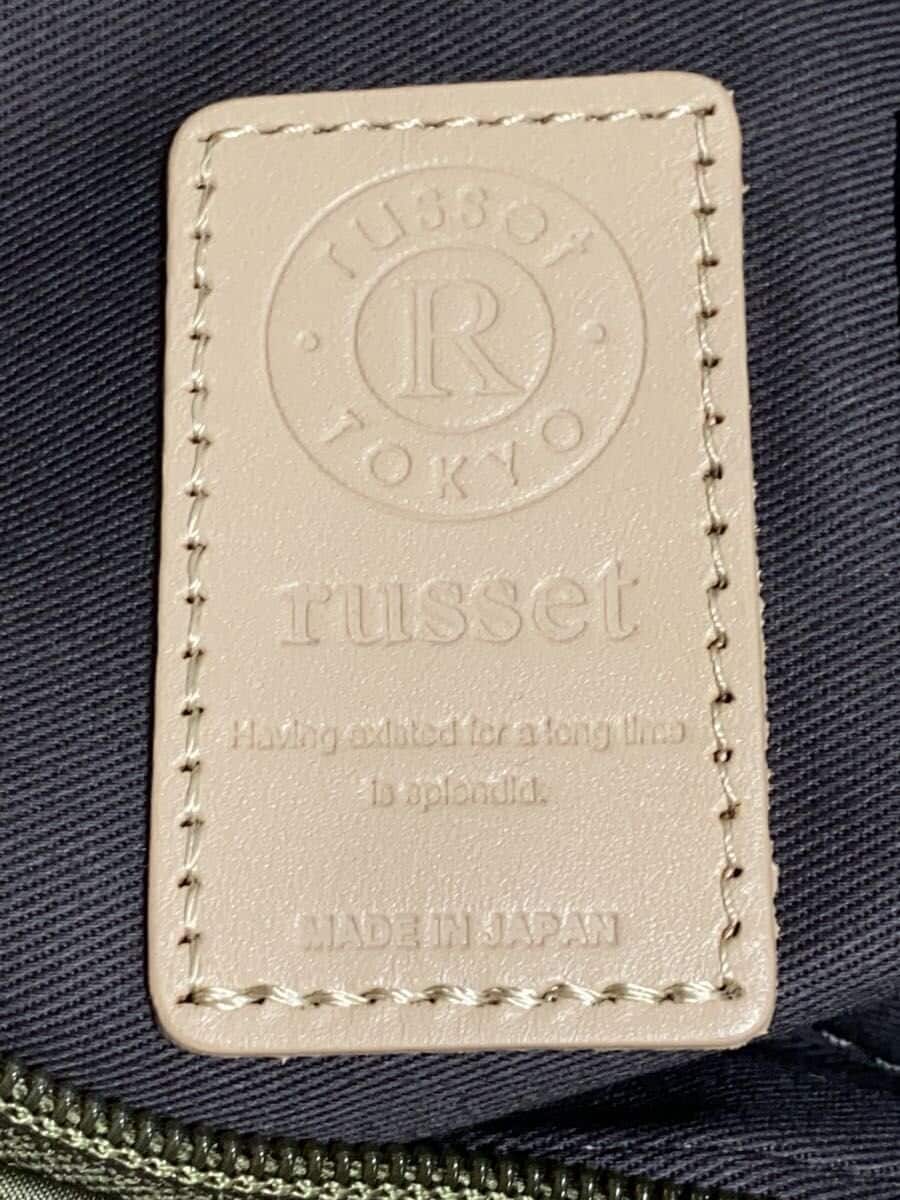 russet
R
TOKYO
russet
Having existed for a long time
is splendid.
MADE IN JAPAN